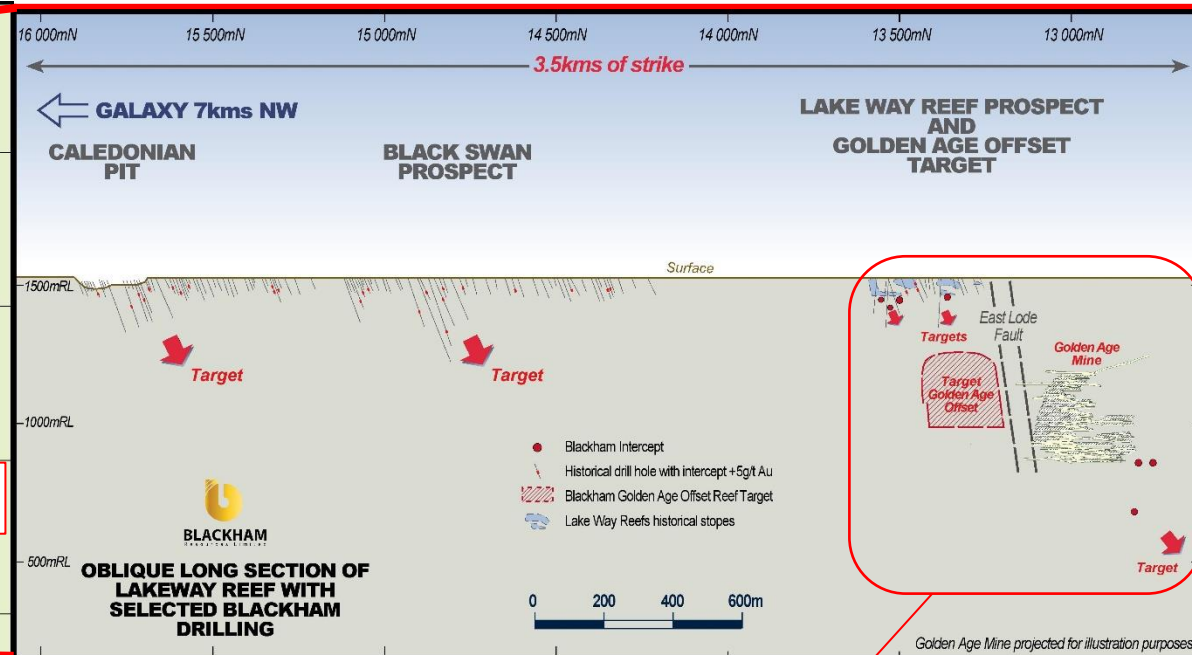 16 000mN
15 500mN
15 000mN
14 500mN
14 000mN
13 500mN
13 000mN
3.5kms of strike
GALAXY 7kms NW
CALEDONIAN
PIT
BLACK SWAN
PROSPECT
LAKE WAY REEF PROSPECT
AND
GOLDEN AGE OFFSET
TARGET
Surface
1500mRL
Targets
East Lode
Fault
Golden Age
Mine
Target
Target
Target
Golden Age
Offset
1000mRL
Blackham Intercept
Historical drill hole with intercept +5g/t Au
Blackham Golden Age Offset Reef Target
Lake Way Reefs historical stopes
BLACKHAM
Resources Limited
500mRL
OBLIQUE LONG SECTION OF
LAKEWAY REEF WITH
SELECTED BLACKHAM
DRILLING
0
200
400
600m
Target
Golden Age Mine projected for illustration purposes